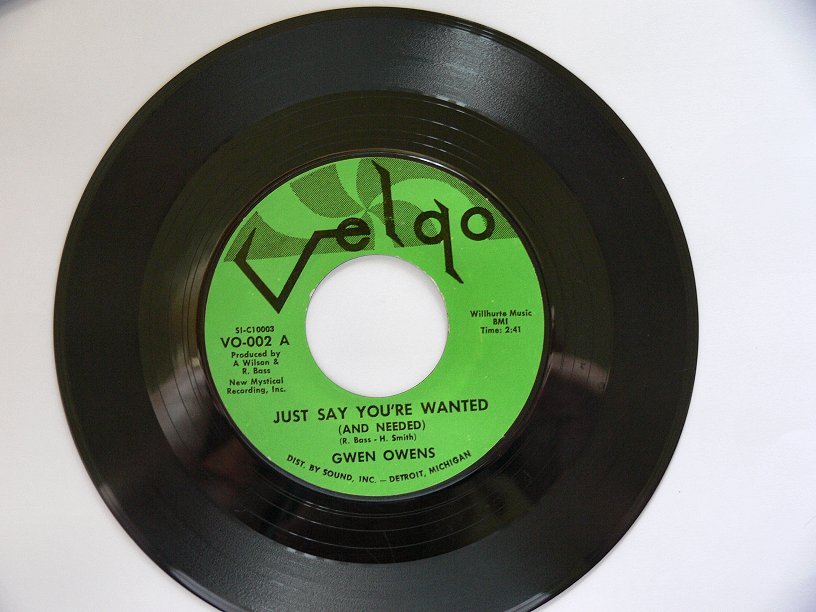 Velqo
SI-C10003
VO-002 A
Produced by
A Wilson &
R. Bass
New Mystical
Recording, Inc.
Willhurte Music
BMI
Time: 2:41
JUST SAY YOU'RE WANTED
(AND NEEDED)
(R. Bass - H. Smith)
GWEN OWENS
DIST. BY SOUND, INC. — DETROIT, MICHIGAN